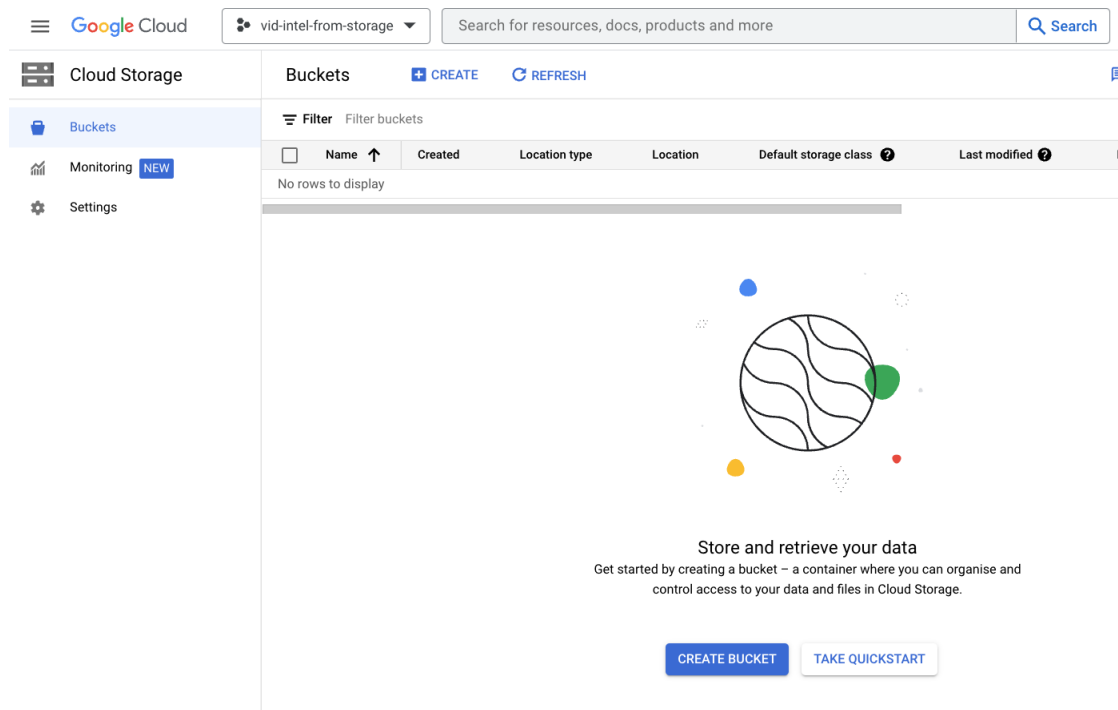 Google Cloud
vid-intel-from-storage
Search for resources, docs, products and more
Search
Cloud Storage
Buckets
CREATE
REFRESH
Buckets
Monitoring NEW
Settings
Filter Filter buckets
Name Created Location type Location Default storage class Last modified
No rows to display
Store and retrieve your data
Get started by creating a bucket – a container where you can organise and
control access to your data and files in Cloud Storage.
CREATE BUCKET
TAKE QUICKSTART